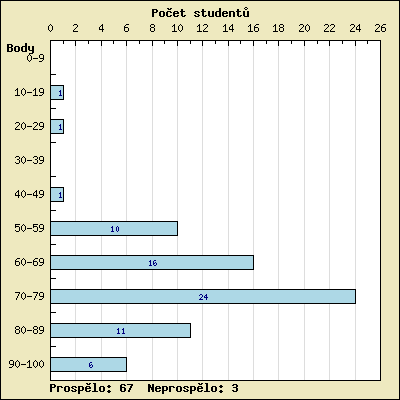 Počet studentů
0 2 4 6 8 10 12 14 16 18 20 22 24 26
Body
0-9
10-19 1
20-29 1
30-39
40-49 1
50-59 10
60-69 16
70-79 24
80-89 11
90-100 6
Prospělo: 67 Neprospělo: 3